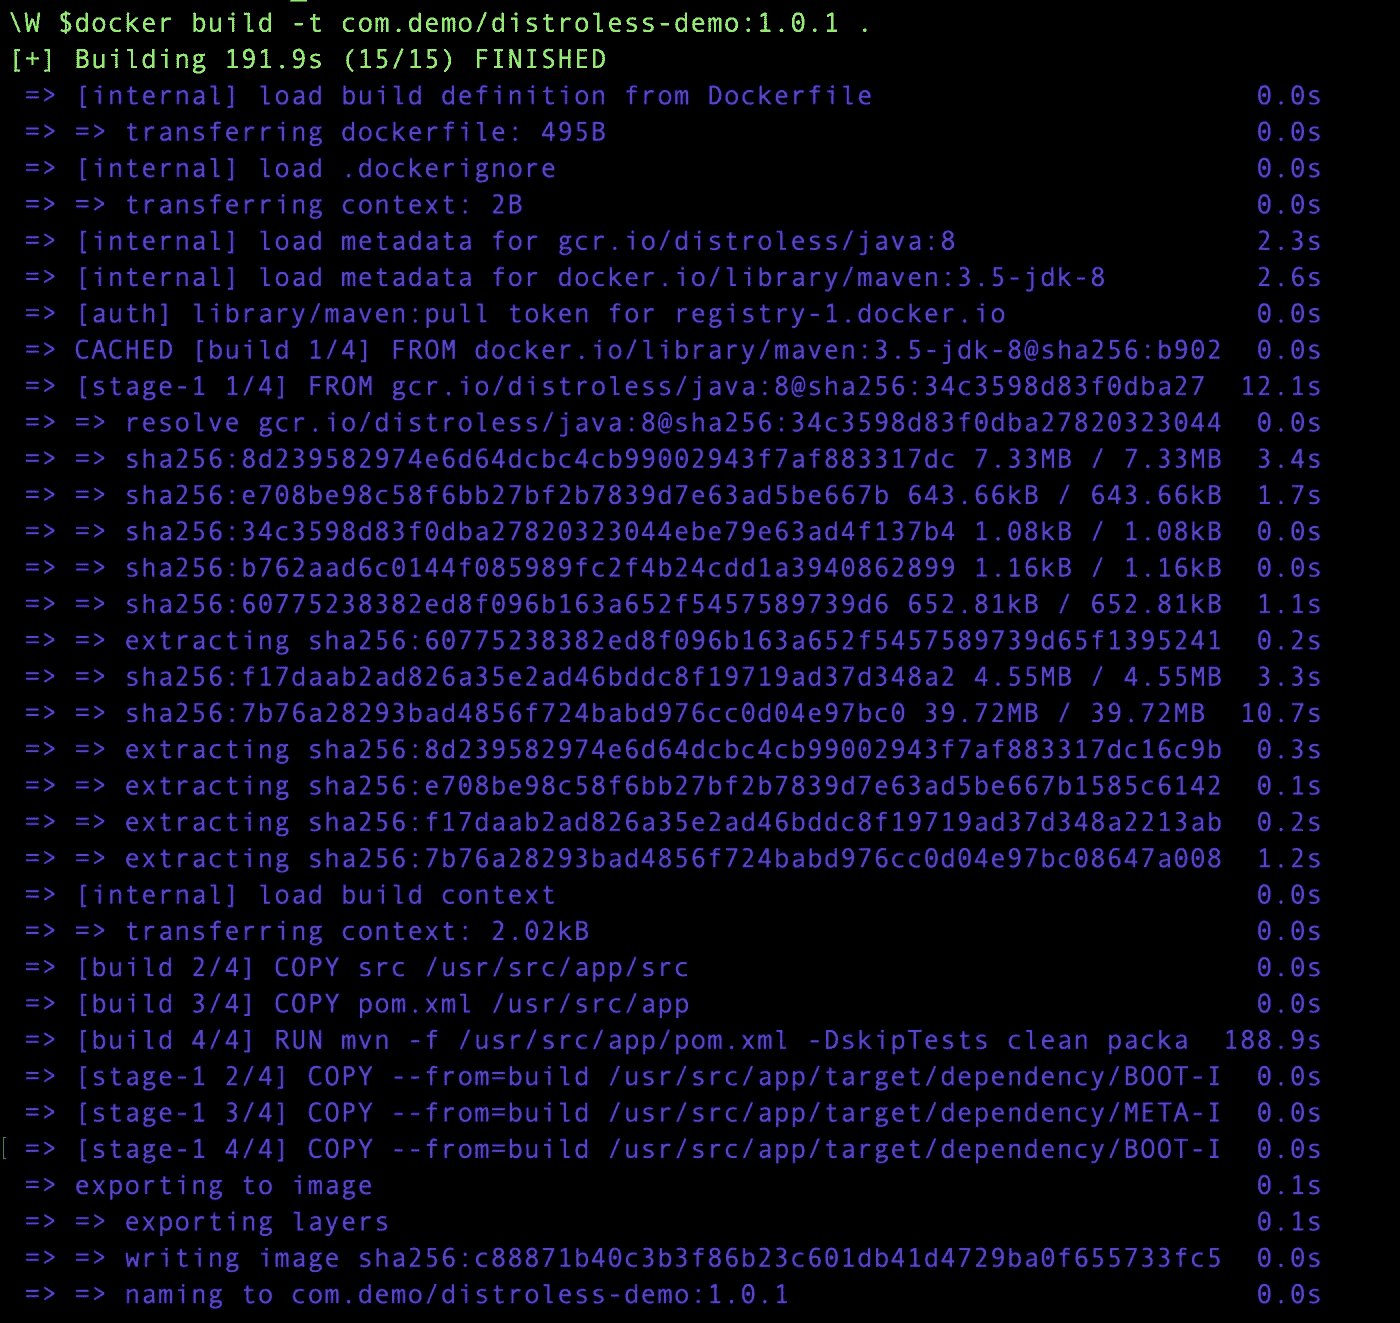 \W $docker build -t com.demo/distroless-demo:1.0.1 .
[+] Building 191.9s (15/15) FINISHED
=> [internal] load build definition from Dockerfile 0.0s
=> => transferring dockerfile: 495B 0.0s
=> [internal] load .dockerignore 0.0s
=> => transferring context: 2B 0.0s
=> [internal] load metadata for gcr.io/distroless/java:8 2.3s
=> [internal] load metadata for docker.io/library/maven:3.5-jdk-8 2.6s
=> [auth] library/maven:pull token for registry-1.docker.io 0.0s
=> CACHED [build 1/4] FROM docker.io/library/maven:3.5-jdk-8@sha256:b902 0.0s
=> [stage-1 1/4] FROM gcr.io/distroless/java:8@sha256:34c3598d83f0dba27 12.1s
=> => resolve gcr.io/distroless/java:8@sha256:34c3598d83f0dba27820323044 0.0s
=> => sha256:8d239582974e6d64dcbc4cb99002943f7af883317dc 7.33MB / 7.33MB 3.4s
=> => sha256:e708be98c58f6bb27bf2b7839d7e63ad5be667b 643.66kB / 643.66kB 1.7s
=> => sha256:34c3598d83f0dba27820323044ebe79e63ad4f137b4 1.08kB / 1.08kB 0.0s
=> => sha256:b762aad6c0144f085989fc2f4b24cdd1a3940862899 1.16kB / 1.16kB 0.0s
=> => sha256:60775238382ed8f096b163a652f5457589739d6 652.81kB / 652.81kB 1.1s
=> => extracting sha256:60775238382ed8f096b163a652f5457589739d65f1395241 0.2s
=> => sha256:f17daab2ad826a35e2ad46bddc8f19719ad37d348a2 4.55MB / 4.55MB 3.3s
=> => sha256:7b76a28293bad4856f724babd976cc0d04e97bc0 39.72MB / 39.72MB 10.7s
=> => extracting sha256:8d239582974e6d64dcbc4cb99002943f7af883317dc16c9b 0.3s
=> => extracting sha256:e708be98c58f6bb27bf2b7839d7e63ad5be667b1585c6142 0.1s
=> => extracting sha256:f17daab2ad826a35e2ad46bddc8f19719ad37d348a2213ab 0.2s
=> => extracting sha256:7b76a28293bad4856f724babd976cc0d04e97bc08647a008 1.2s
=> [internal] load build context 0.0s
=> => transferring context: 2.02kB 0.0s
=> [build 2/4] COPY src /usr/src/app/src 0.0s
=> [build 3/4] COPY pom.xml /usr/src/app 0.0s
=> [build 4/4] RUN mvn -f /usr/src/app/pom.xml -DskipTests clean packa 188.9s
=> [stage-1 2/4] COPY --from=build /usr/src/app/target/dependency/BOOT-I 0.0s
=> [stage-1 3/4] COPY --from=build /usr/src/app/target/dependency/META-I 0.0s
[ => [stage-1 4/4] COPY --from=build /usr/src/app/target/dependency/BOOT-I 0.0s
=> exporting to image 0.1s
=> => exporting layers 0.1s
=> => writing image sha256:c88871b40c3b3f86b23c601db41d4729ba0f655733fc5 0.0s
=> => naming to com.demo/distroless-demo:1.0.1 0.0s